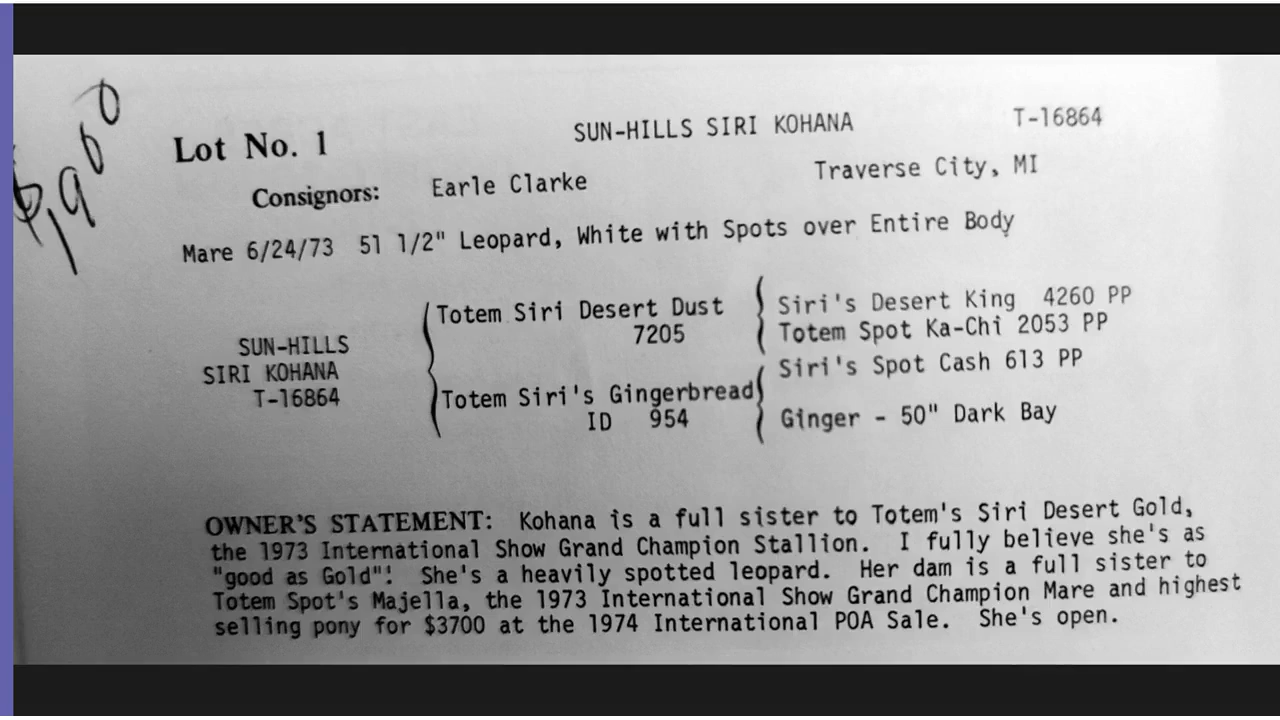 $1900
Lot No. 1 SUN-HILLS SIRI KOHANA T-16864
Consignors: Earle Clarke Traverse City, MI
Mare 6/24/73 51 1/2" Leopard, White with Spots over Entire Body
Totem Siri Desert Dust Siri's Desert King 4260 PP
7205 Totem Spot Ka-Chi 2053 PP
SUN-HILLS
SIRI KOHANA Siri's Spot Cash 613 PP
T-16864 Totem Siri's Gingerbread
ID 954 Ginger - 50" Dark Bay
OWNER'S STATEMENT: Kohana is a full sister to Totem's Siri Desert Gold,
the 1973 International Show Grand Champion Stallion. I fully believe she's as
"good as Gold"! She's a heavily spotted leopard. Her dam is a full sister to
Totem Spot's Majella, the 1973 International Show Grand Champion Mare and highest
selling pony for $3700 at the 1974 International POA Sale. She's open.